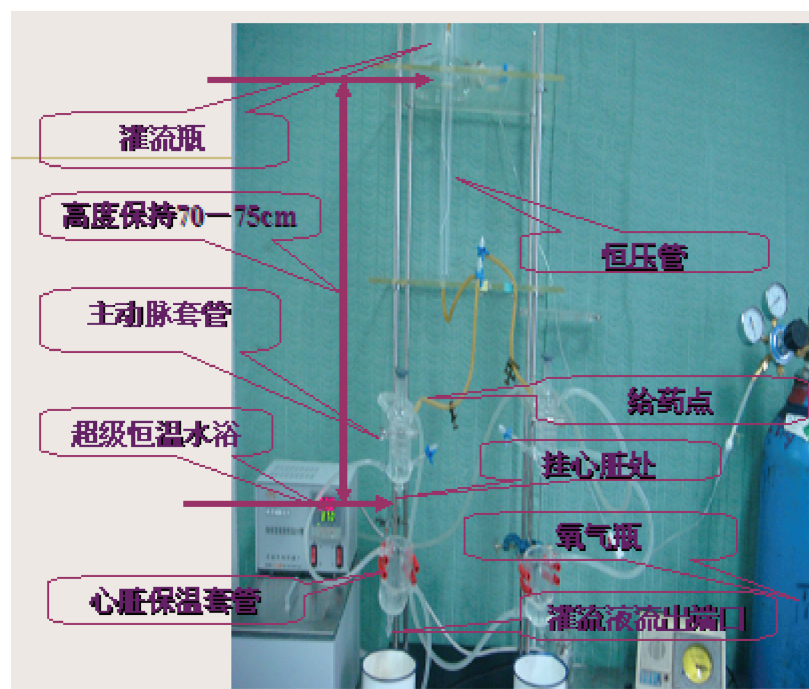 灌流瓶
高度保持70—75cm
恒压管
主动脉套管
给药点
超级恒温水浴
挂心脏处
氧气瓶
心脏保温套管
灌流液流出端口